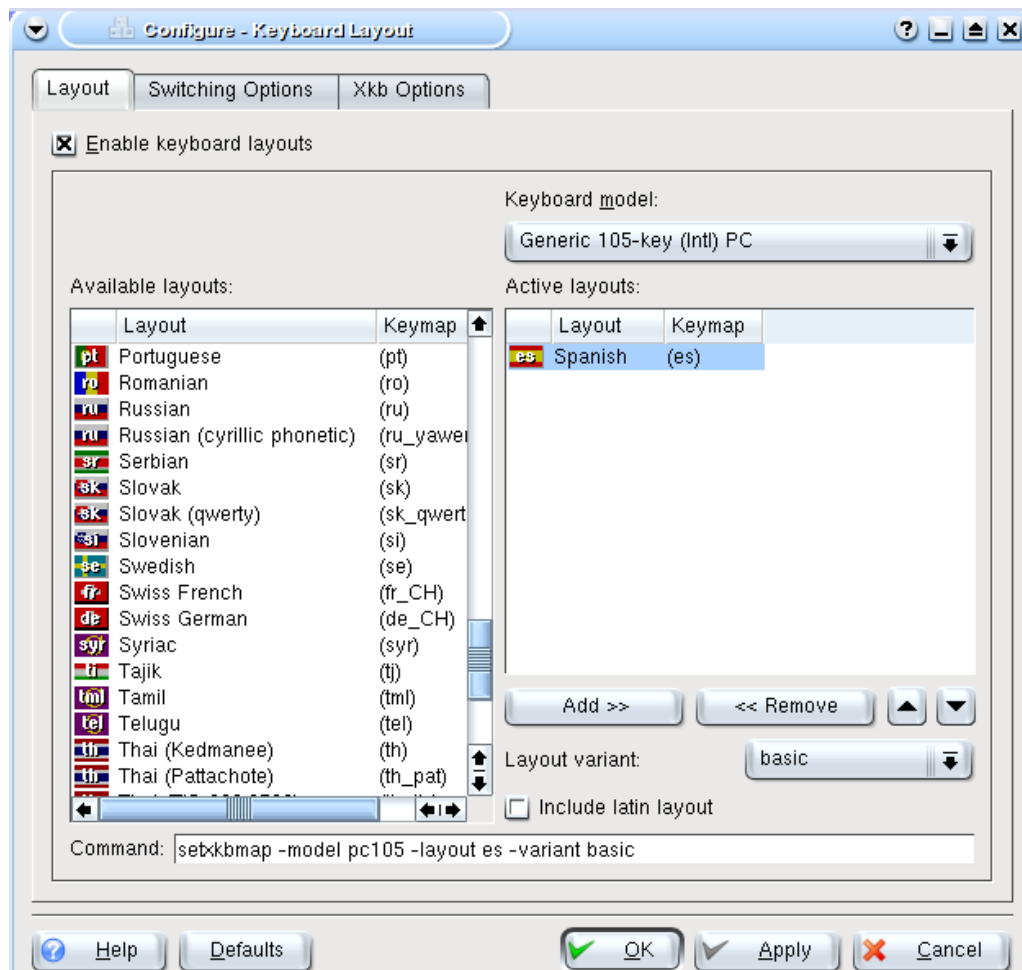 Configure - Keyboard Layout
Layout Switching Options Xkb Options
Enable keyboard layouts
Keyboard model:
Generic 105-key (Intl) PC
Available layouts:
Active layouts:
Layout Keymap
Layout Keymap
pt Portuguese (pt)
es Spanish (es)
ro Romanian (ro)
ru Russian (ru)
ru Russian (cyrillic phonetic) (ru_yawer
sr Serbian (sr)
sk Slovak (sk)
sk Slovak (qwerty) (sk_qwert
si Slovenian (si)
se Swedish (se)
fr Swiss French (fr_CH)
de Swiss German (de_CH)
syr Syriac (syr)
tj Tajik (tj)
tml Tamil (tml)
tel Telugu (tel)
th Thai (Kedmanee) (th)
th Thai (Pattachote) (th_pat)
Add >> << Remove
Layout variant: basic
Include latin layout
Command: setxkbmap -model pc105 -layout es -variant basic
Help Defaults OK Apply Cancel